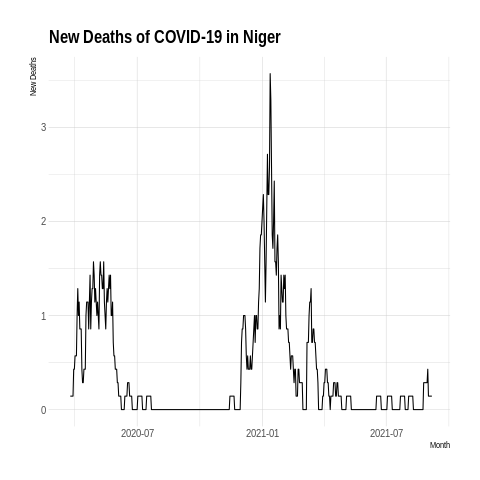 New Deaths of COVID-19 in Niger
New Deaths
3
2
1
0
2020-07
2021-01
2021-07
Month